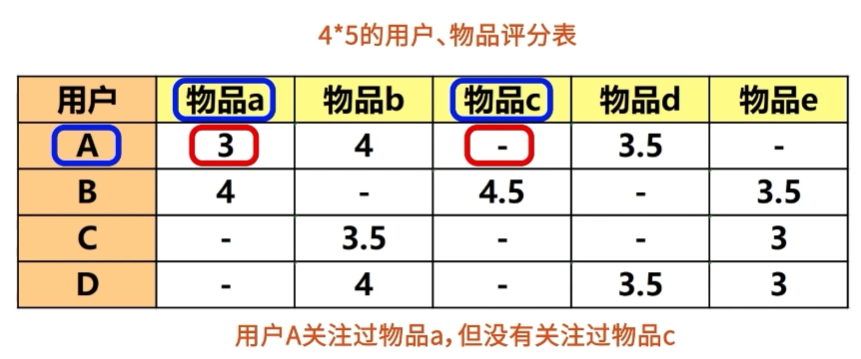 4*5的用户、物品评分表
用户 物品a 物品b 物品c 物品d 物品e
A 3 4 - 3.5 -
B 4 - 4.5 - 3.5
C - 3.5 - - 3
D - 4 - 3.5 3
用户A关注过物品a,但没有关注过物品c